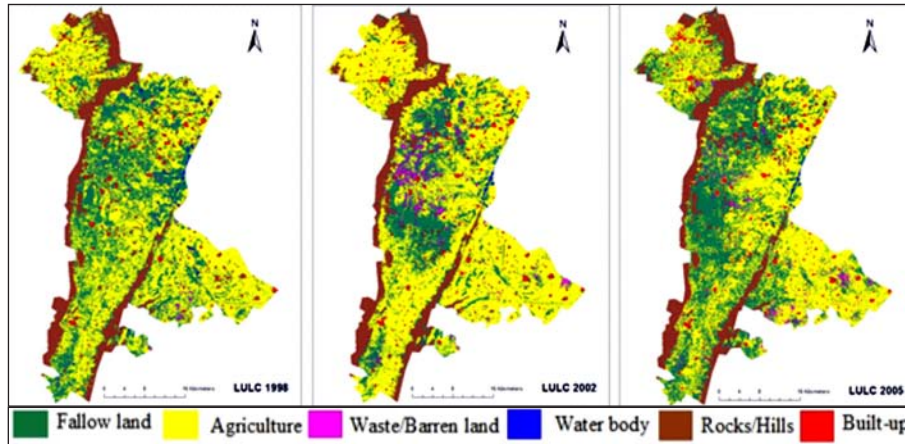 N
N
N
LULC 1998
LULC 2002
LULC 2005
Fallow land Agriculture Waste/Barren land Water body Rocks/Hills Built-up